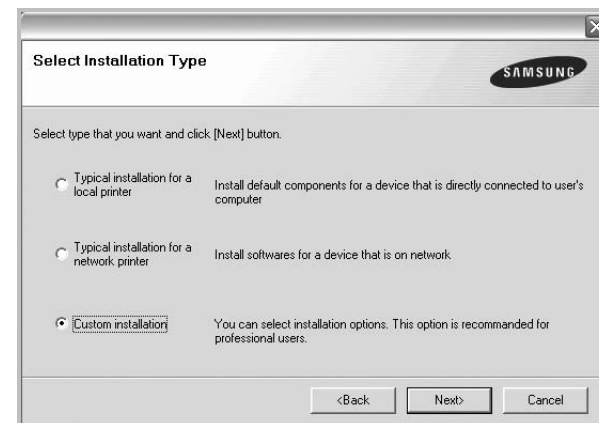 Select Installation Type
SAMSUNG
Select type that you want and click [Next] button.
Typical installation for a
local printer
Install default components for a device that is directly connected to user's
computer
Typical installation for a
network printer
Install softwares for a device that is on network
Custom installation
You can select installation options. This option is recommanded for
professional users.
<Back
Next>
Cancel